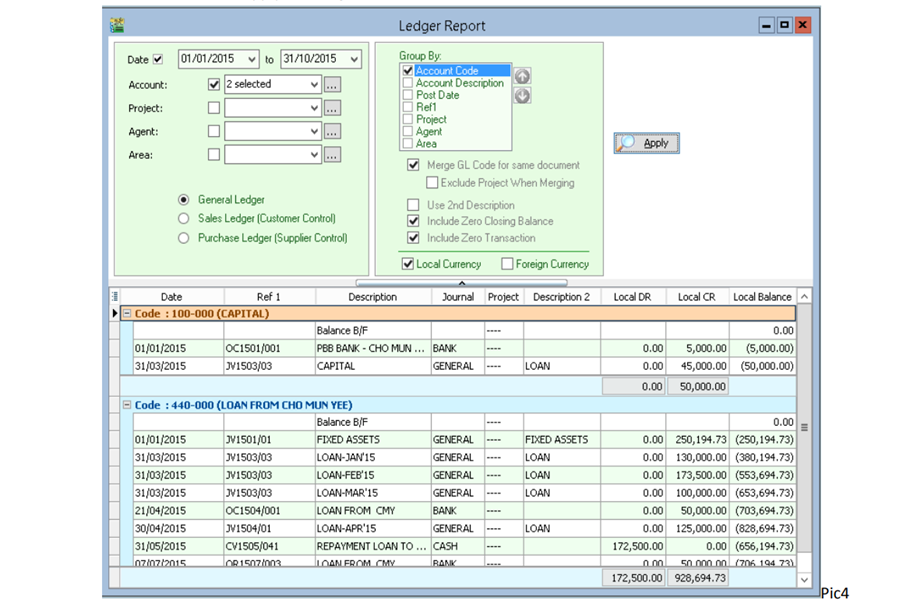 Ledger Report
Date 01/01/2015 to 31/10/2015
Account: 2 selected ...
Project: ...
Agent: ...
Area: ...
General Ledger
Sales Ledger (Customer Control)
Purchase Ledger (Supplier Control)
Group By:
Account Code
Account Description
Post Date
Ref1
Project
Agent
Area
Merge GL Code for same document
Exclude Project When Merging
Use 2nd Description
Include Zero Closing Balance
Include Zero Transaction
Local Currency Foreign Currency
Apply
Date Ref 1 Description Journal Project Description 2 Local DR Local CR Local Balance
Code : 100-000 (CAPITAL)
Balance B/F ---- 0.00
01/01/2015 OC1501/001 PBB BANK - CHO MUN ... BANK ---- 0.00 5,000.00 (5,000.00)
31/03/2015 JV1503/03 CAPITAL GENERAL ---- LOAN 0.00 45,000.00 (50,000.00)
0.00 50,000.00
Code : 440-000 (LOAN FROM CHO MUN YEE)
Balance B/F ---- 0.00
01/01/2015 JV1501/01 FIXED ASSETS GENERAL ---- FIXED ASSETS 0.00 250,194.73 (250,194.73)
31/03/2015 JV1503/03 LOAN-JAN'15 GENERAL ---- LOAN 0.00 130,000.00 (380,194.73)
31/03/2015 JV1503/03 LOAN-FEB'15 GENERAL ---- LOAN 0.00 173,500.00 (553,694.73)
31/03/2015 JV1503/03 LOAN-MAR'15 GENERAL ---- LOAN 0.00 100,000.00 (653,694.73)
21/04/2015 OC1504/001 LOAN FROM CMY BANK ---- 0.00 50,000.00 (703,694.73)
30/04/2015 JV1504/01 LOAN-APR'15 GENERAL ---- LOAN 0.00 125,000.00 (828,694.73)
31/05/2015 CV1505/041 REPAYMENT LOAN TO ... CASH ---- 172,500.00 0.00 (656,194.73)
07/07/2015 OR1507/003 LOAN FROM CMY BANK ---- 0.00 50,000.00 (706,194.73)
172,500.00 928,694.73
Pic4